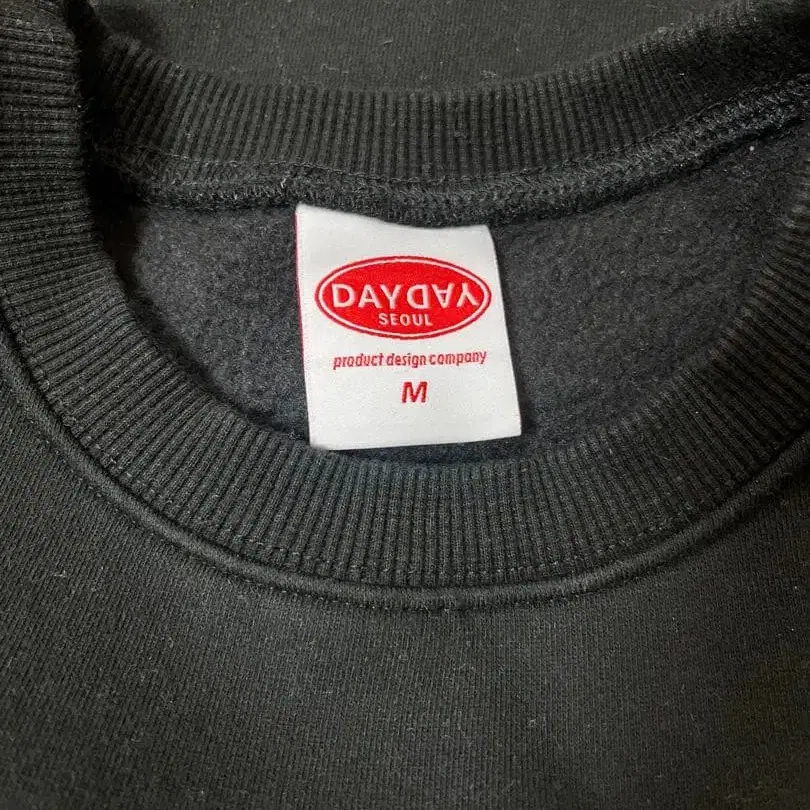 DAYDAY
SEOUL
product design company
M